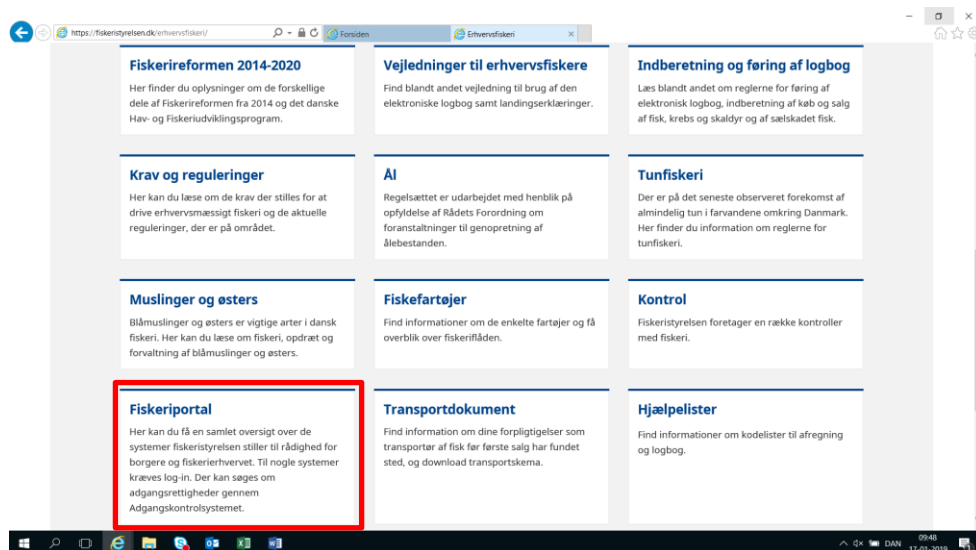 https://fiskeristyrelsen.dk/erhvervsfiskeri/
Forsiden
Erhvervsfiskeri
Fiskerireformen 2014-2020
Her finder du oplysninger om de forskellige
dele af Fiskerireformen fra 2014 og det danske
Hav- og Fiskeriudviklingsprogram.
Vejledninger til erhvervsfiskere
Find blandt andet vejledning til brug af den
elektroniske logbog samt landingserklæringer.
Indberetning og føring af logbog
Læs blandt andet om reglerne for føring af
elektronisk logbog, indberetning af køb og salg
af fisk, krebs og skaldyr og af sælskadet fisk.
Krav og reguleringer
Her kan du læse om de krav der stilles for at
drive erhvervsmæssigt fiskeri og de aktuelle
reguleringer, der er på området.
Ål
Regelsættet er udarbejdet med henblik på
opfyldelse af Rådets Forordning om
foranstaltninger til genopretning af
ålebestanden.
Tunfiskeri
Der er på det seneste observeret forekomst af
almindelig tun i farvandene omkring Danmark.
Her finder du information om reglerne for
tunfiskeri.
Muslinger og østers
Blåmuslinger og østers er vigtige arter i dansk
fiskeri. Her kan du læse om fiskeri, opdræt og
forvaltning af blåmuslinger og østers.
Fiskefartøjer
Find informationer om de enkelte fartøjer og få
overblik over fiskeriflåden.
Kontrol
Fiskeristyrelsen foretager en række kontroller
med fiskeri.
Fiskeriportal
Her kan du få en samlet oversigt over de
systemer fiskeristyrelsen stiller til rådighed for
borgere og fiskerierhvervet. Til nogle systemer
kræves log-in. Der kan søges om
adgangsrettigheder gennem
Adgangskontrolsystemet.
Transportdokument
Find information om dine forpligtigelser som
transportør af fisk før første salg har fundet
sted, og download transportskema.
Hjælpelister
Find informationer om kodelister til afregning
og logbog.
DAN
09:48
17-01-2019